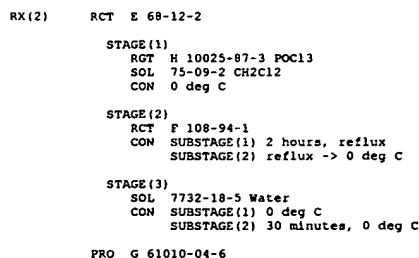 RX(2) RCT E 68-12-2
STAGE(1)
RGT H 10025-87-3 POCl3
SOL 75-09-2 CH2Cl2
CON 0 deg C
STAGE(2)
RCT F 108-94-1
CON SUBSTAGE(1) 2 hours, reflux
SUBSTAGE(2) reflux -> 0 deg C
STAGE(3)
SOL 7732-18-5 Water
CON SUBSTAGE(1) 0 deg C
SUBSTAGE(2) 30 minutes, 0 deg C
PRO G 61010-04-6